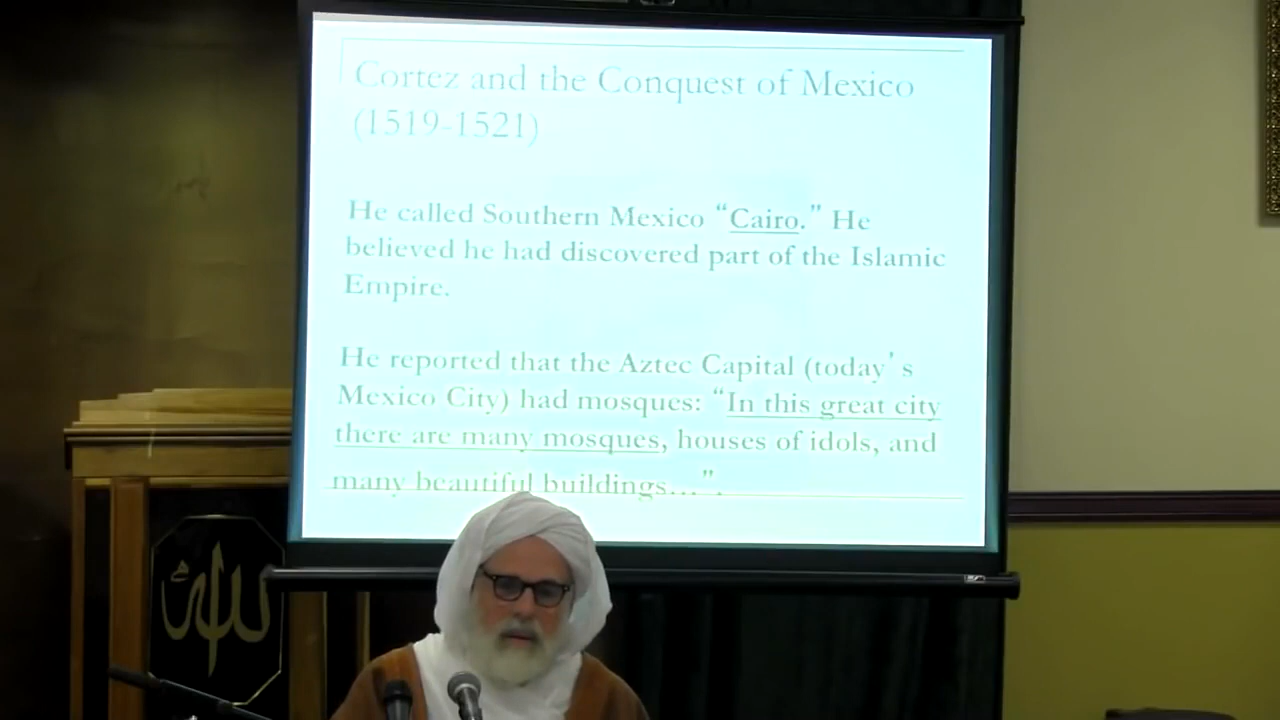 Cortez and the Conquest of Mexico
(1519-1521)
He called Southern Mexico “Cairo.” He
believed he had discovered part of the Islamic
Empire.
He reported that the Aztec Capital (today’s
Mexico City) had mosques: “In this great city
there are many mosques, houses of idols, and
many beautiful buildings…”.
الله